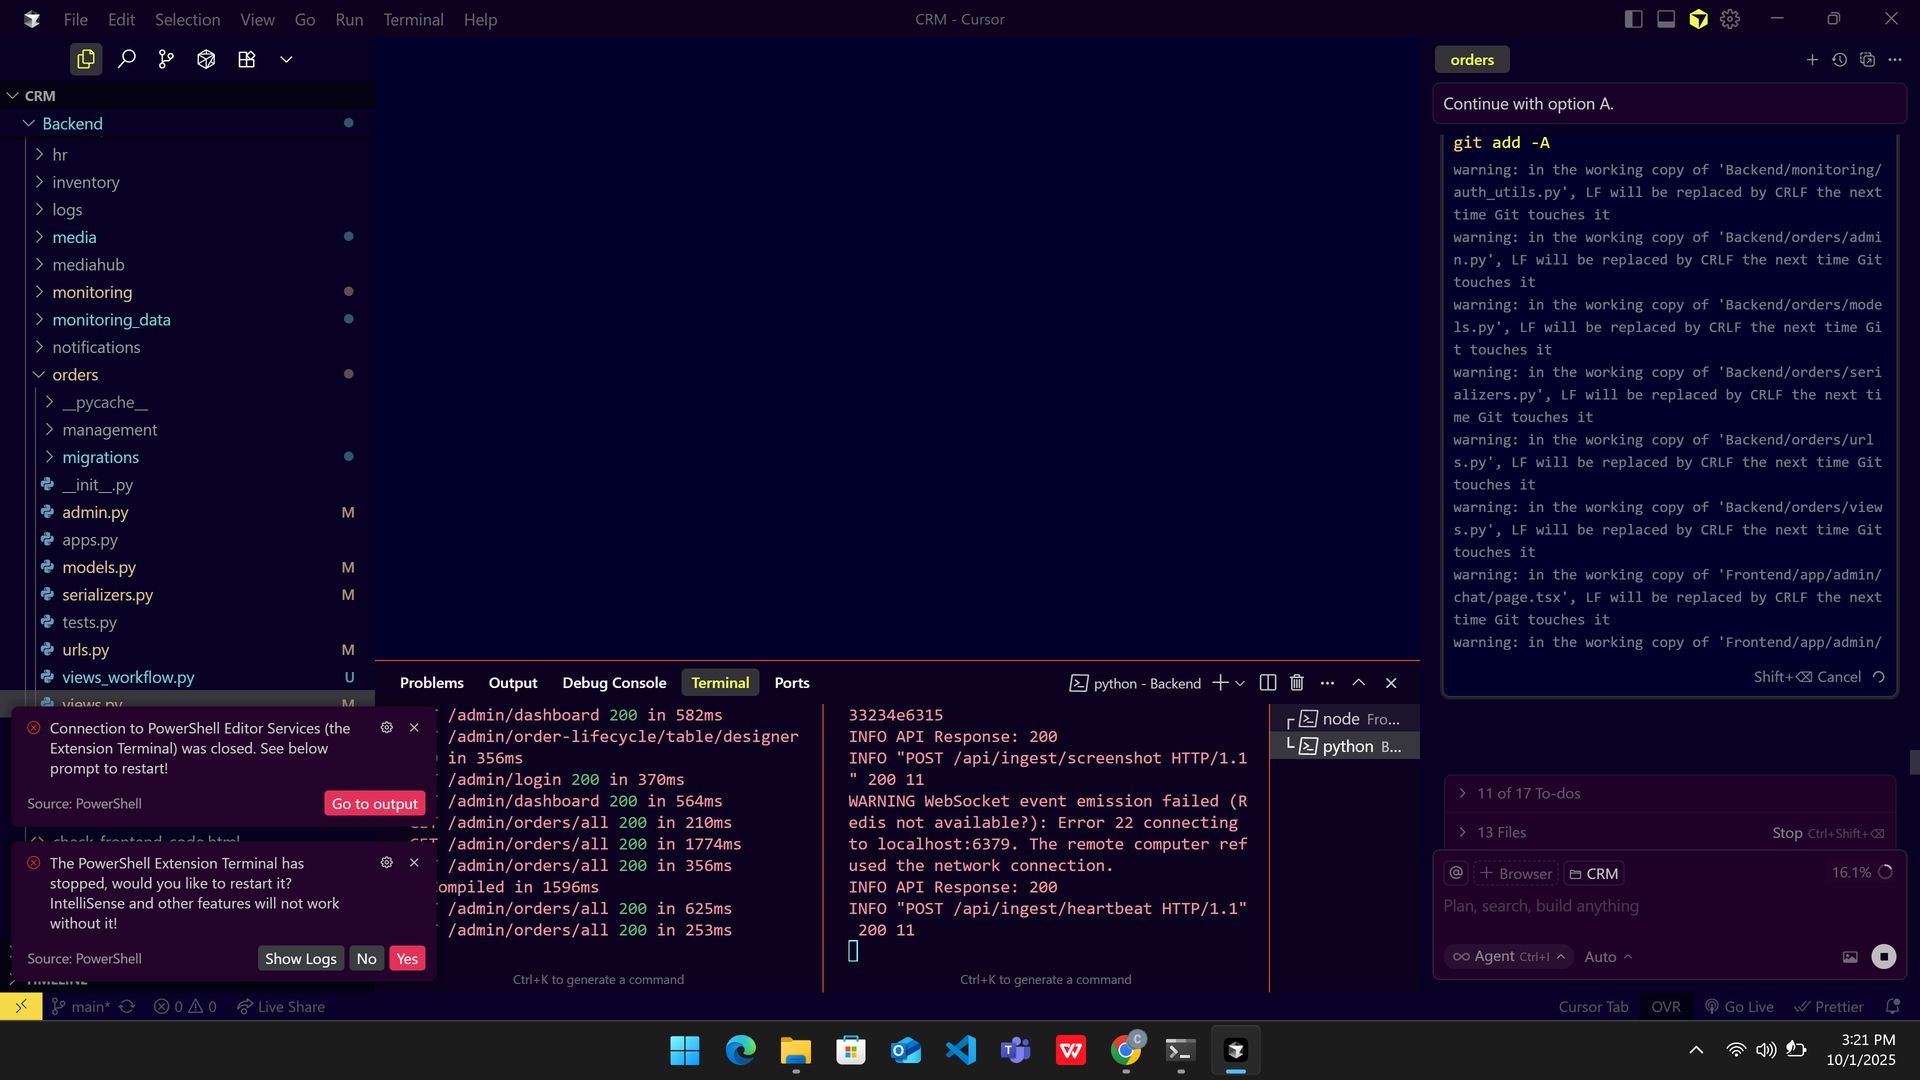 File Edit Selection View Go Run Terminal Help
CRM - Cursor
CRM
Backend
hr
inventory
logs
media
mediahub
monitoring
monitoring_data
notifications
orders
__pycache__
management
migrations
__init__.py
admin.py M
apps.py
models.py M
serializers.py M
tests.py
urls.py M
views_workflow.py U
views.py M
Connection to PowerShell Editor Services (the
Extension Terminal) was closed. See below
prompt to restart!
Source: PowerShell
Go to output
check_frontend_code.html
The PowerShell Extension Terminal has
stopped, would you like to restart it?
IntelliSense and other features will not work
without it!
Source: PowerShell
Show Logs No Yes
TIMELINE
Problems Output Debug Console Terminal Ports
python - Backend
/admin/dashboard 200 in 582ms
/admin/order-lifecycle/table/designer
in 356ms
/admin/login 200 in 370ms
/admin/dashboard 200 in 564ms
/admin/orders/all 200 in 210ms
/admin/orders/all 200 in 1774ms
/admin/orders/all 200 in 356ms
ompiled in 1596ms
/admin/orders/all 200 in 625ms
/admin/orders/all 200 in 253ms
Ctrl+K to generate a command
33234e6315
INFO API Response: 200
INFO "POST /api/ingest/screenshot HTTP/1.1
" 200 11
WARNING WebSocket event emission failed (R
edis not available?): Error 22 connecting
to localhost:6379. The remote computer ref
used the network connection.
INFO API Response: 200
INFO "POST /api/ingest/heartbeat HTTP/1.1"
200 11
Ctrl+K to generate a command
node Fro...
python B...
orders
Continue with option A.
git add -A
warning: in the working copy of 'Backend/monitoring/
auth_utils.py', LF will be replaced by CRLF the next
time Git touches it
warning: in the working copy of 'Backend/orders/admi
n.py', LF will be replaced by CRLF the next time Git
touches it
warning: in the working copy of 'Backend/orders/mode
ls.py', LF will be replaced by CRLF the next time Gi
t touches it
warning: in the working copy of 'Backend/orders/seri
alizers.py', LF will be replaced by CRLF the next ti
me Git touches it
warning: in the working copy of 'Backend/orders/url
s.py', LF will be replaced by CRLF the next time Git
touches it
warning: in the working copy of 'Backend/orders/view
s.py', LF will be replaced by CRLF the next time Git
touches it
warning: in the working copy of 'Frontend/app/admin/
chat/page.tsx', LF will be replaced by CRLF the next
time Git touches it
warning: in the working copy of 'Frontend/app/admin/
Shift+⌫ Cancel
11 of 17 To-dos
13 Files
Stop Ctrl+Shift+⌫
@ + Browser CRM 16.1%
Plan, search, build anything
∞ Agent Ctrl+I Auto
main* 0 0 Live Share
Cursor Tab OVR Go Live Prettier
3:21 PM
10/1/2025